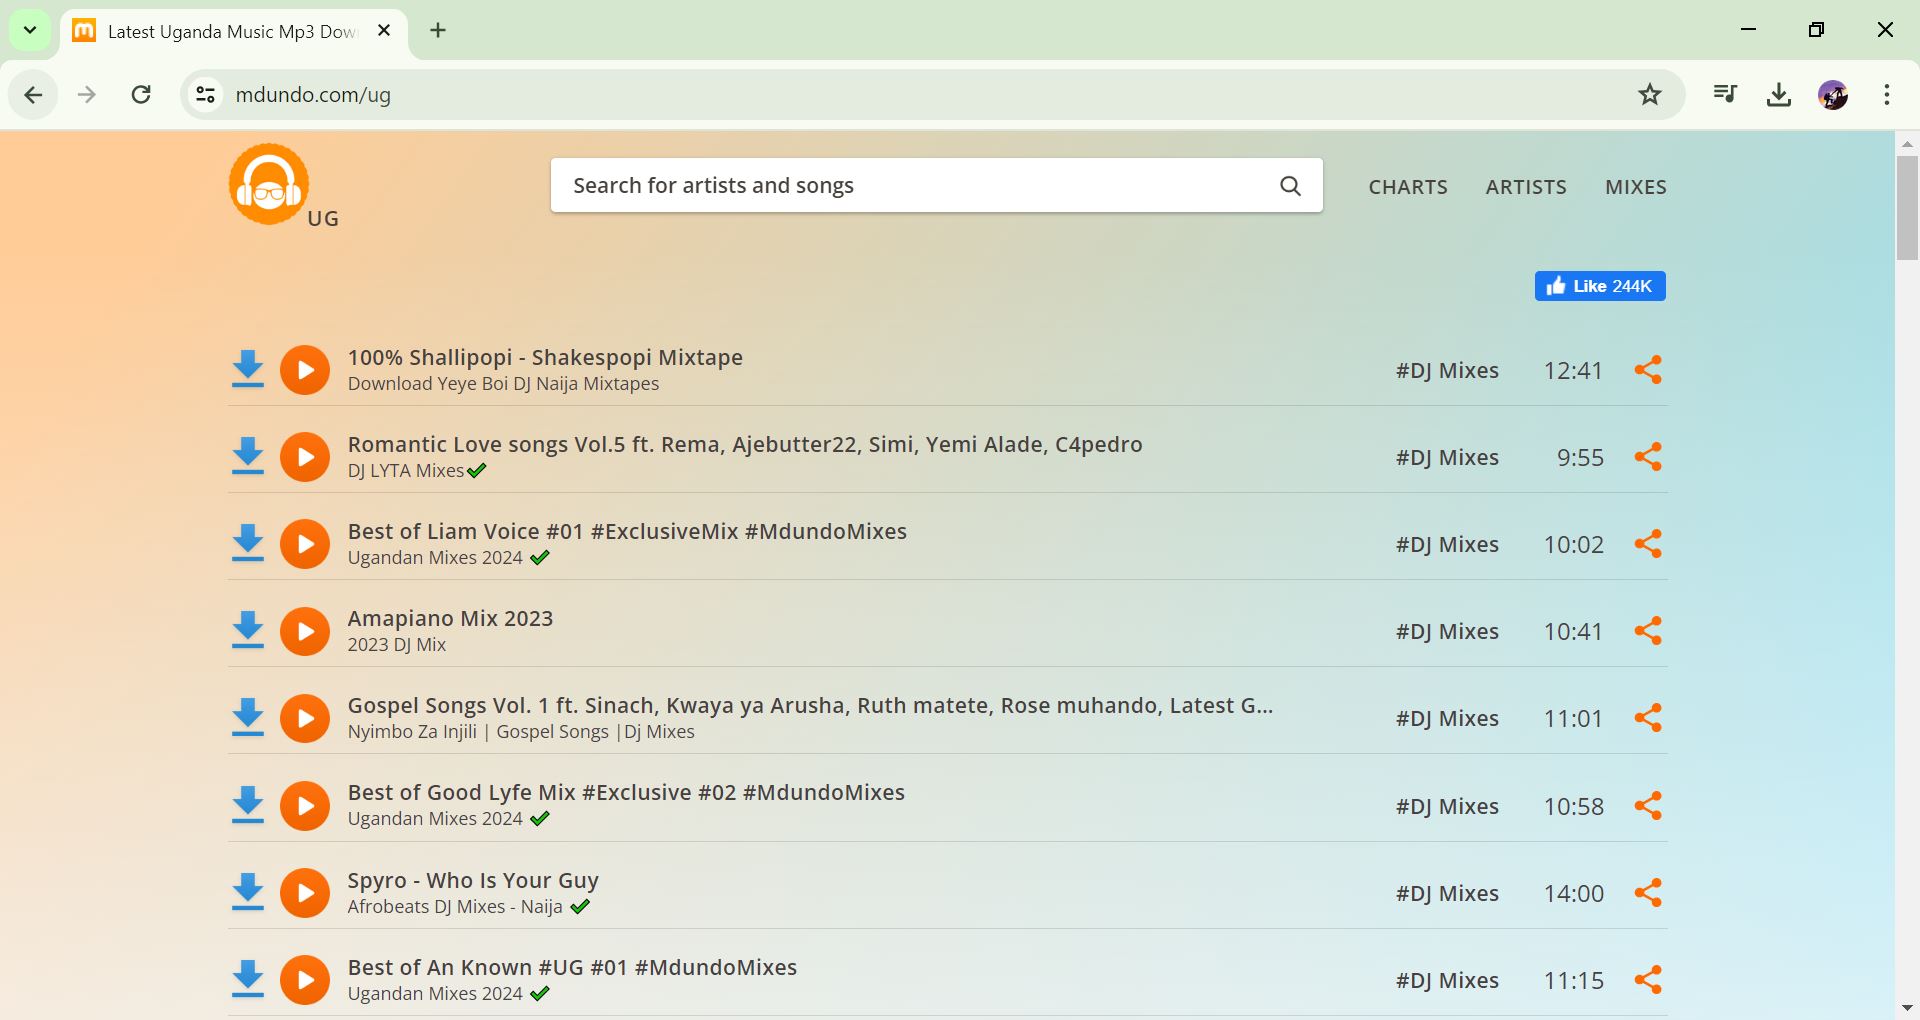 Latest Uganda Music Mp3 Dow
mdundo.com/ug
UG
Search for artists and songs
CHARTS ARTISTS MIXES
Like 244K
100% Shallipopi - Shakespopi Mixtape
Download Yeye Boi DJ Naija Mixtapes
#DJ Mixes 12:41
Romantic Love songs Vol.5 ft. Rema, Ajebutter22, Simi, Yemi Alade, C4pedro
DJ LYTA Mixes
#DJ Mixes 9:55
Best of Liam Voice #01 #ExclusiveMix #MdundoMixes
Ugandan Mixes 2024
#DJ Mixes 10:02
Amapiano Mix 2023
2023 DJ Mix
#DJ Mixes 10:41
Gospel Songs Vol. 1 ft. Sinach, Kwaya ya Arusha, Ruth matete, Rose muhando, Latest G...
Nyimbo Za Injili | Gospel Songs |Dj Mixes
#DJ Mixes 11:01
Best of Good Lyfe Mix #Exclusive #02 #MdundoMixes
Ugandan Mixes 2024
#DJ Mixes 10:58
Spyro - Who Is Your Guy
Afrobeats DJ Mixes - Naija
#DJ Mixes 14:00
Best of An Known #UG #01 #MdundoMixes
Ugandan Mixes 2024
#DJ Mixes 11:15